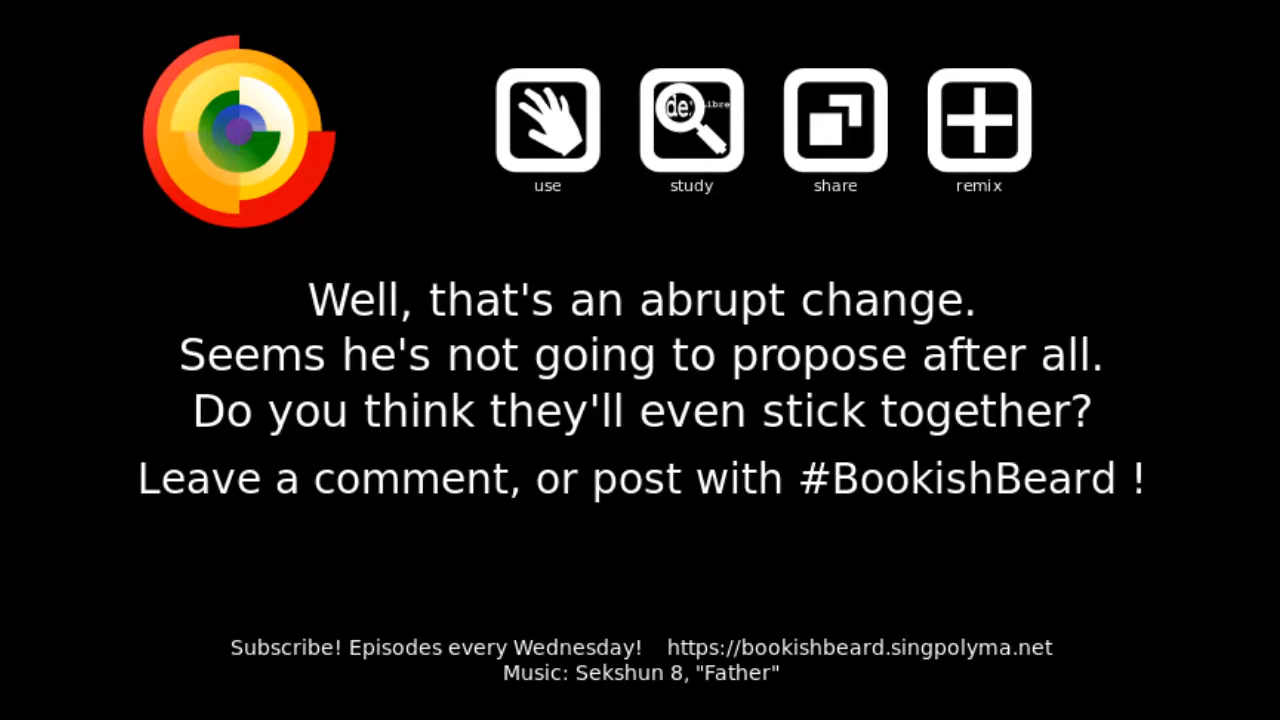 de
Libre
use
study
share
remix
Well, that's an abrupt change.
Seems he's not going to propose after all.
Do you think they'll even stick together?
Leave a comment, or post with #BookishBeard !
Subscribe! Episodes every Wednesday! https://bookishbeard.singpolyma.net
Music: Sekshun 8, "Father"